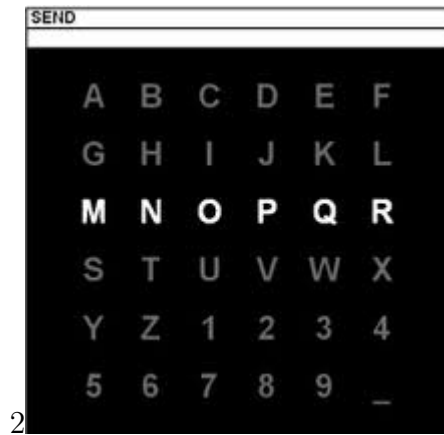 SEND
A B C D E F
G H I J K L
M N O P Q R
S T U V W X
Y Z 1 2 3 4
5 6 7 8 9 _
2